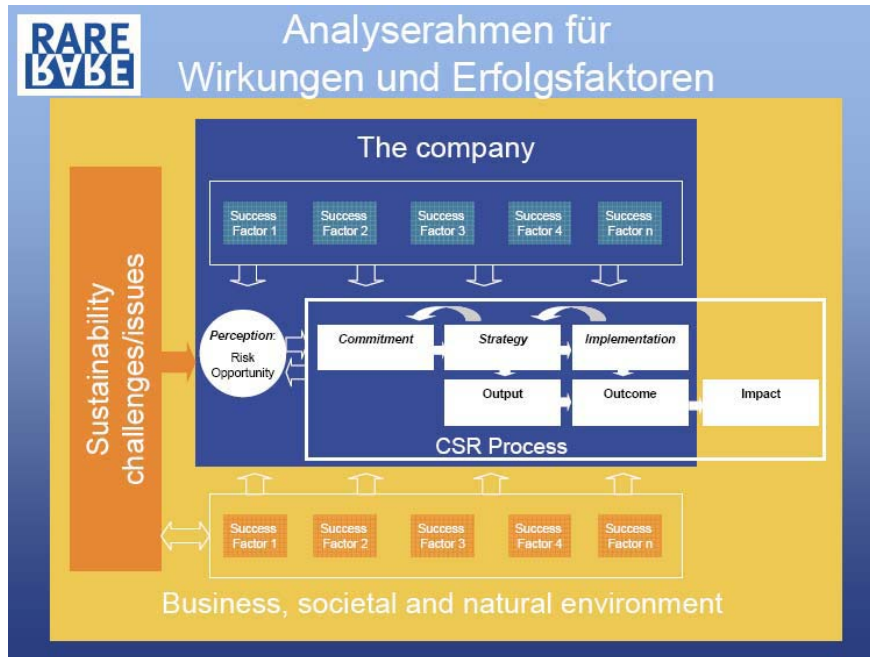 RARE
RARE
Analyserahmen für
Wirkungen und Erfolgsfaktoren
The company
Success
Factor 1
Success
Factor 2
Success
Factor 3
Success
Factor 4
Success
Factor n
Sustainability
challenges/issues
Perception:
Risk
Opportunity
Commitment
Strategy
Implementation
Output
Outcome
Impact
CSR Process
Success
Factor 1
Success
Factor 2
Success
Factor 3
Success
Factor 4
Success
Factor n
Business, societal and natural environment